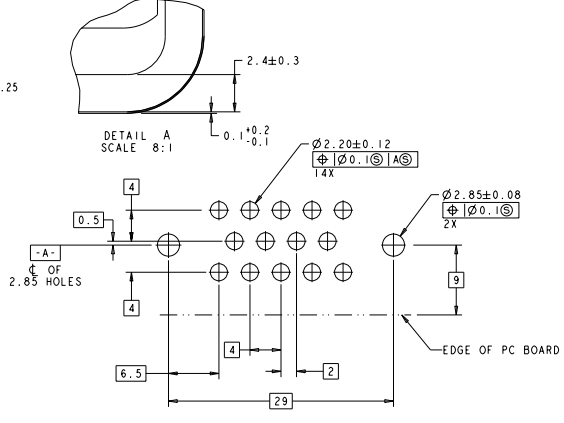 2.4±0.3
.25
DETAIL A
SCALE 8:1
0.1 +0.2 -0.1
Ø2.20±0.12
⌖ Ø0.1Ⓢ AⓈ
14X
4
Ø2.85±0.08
⌖ Ø0.1Ⓢ
2X
0.5
-A-
℄ OF
2.85 HOLES
9
4
EDGE OF PC BOARD
4
6.5
2
29